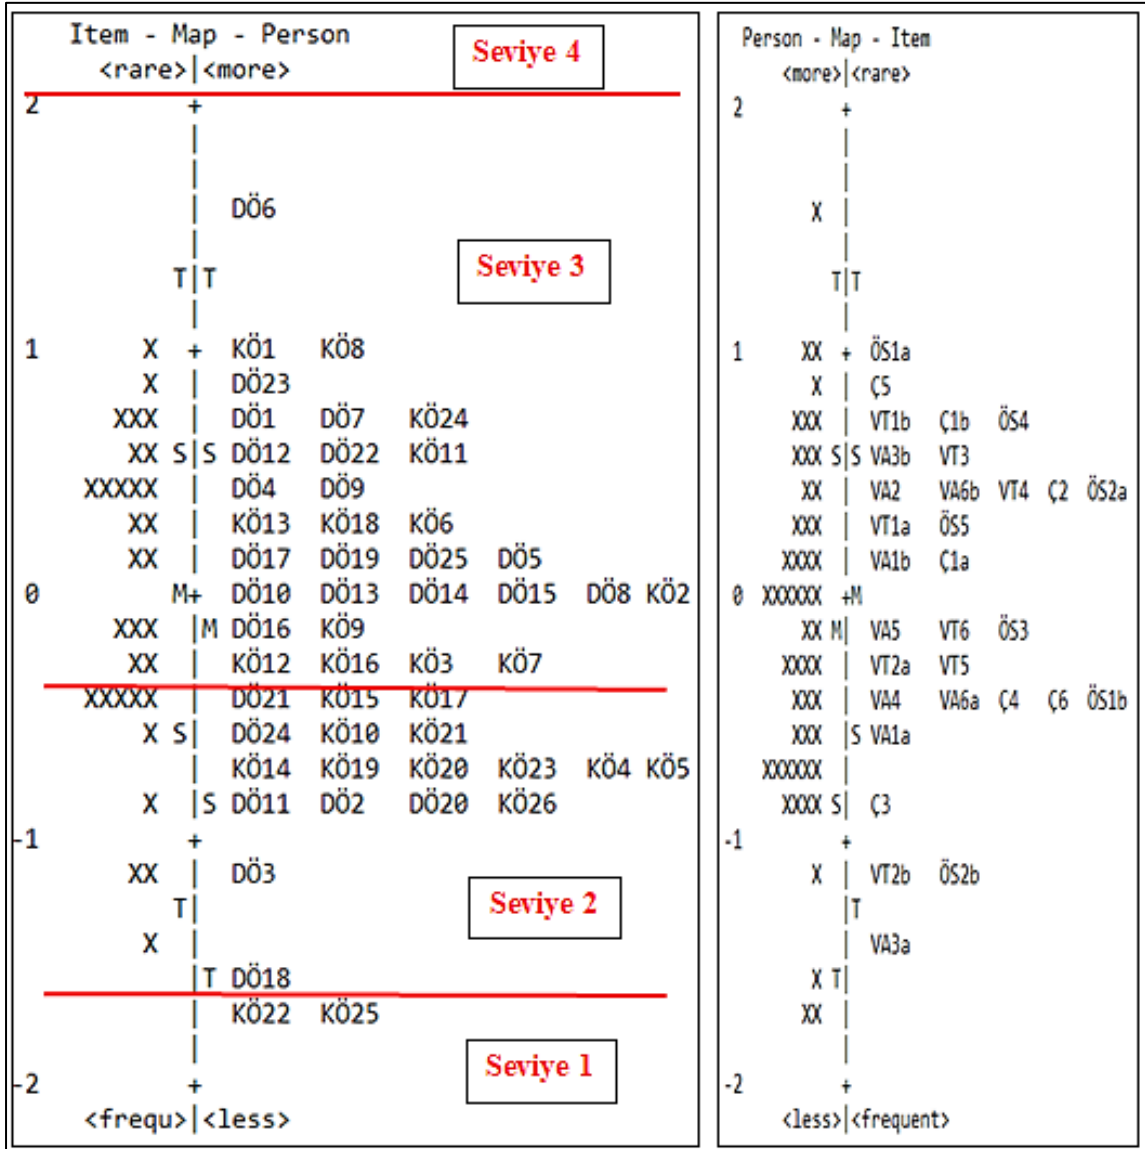 Item - Map - Person
<rare>|<more>
Seviye 4
2 +
|
|
| DÖ6
|
T|T
Seviye 3
|
1 X + KÖ1 KÖ8
X | DÖ23
XXX | DÖ1 DÖ7 KÖ24
XX S|S DÖ12 DÖ22 KÖ11
XXXXX | DÖ4 DÖ9
XX | KÖ13 KÖ18 KÖ6
XX | DÖ17 DÖ19 DÖ25 DÖ5
0 M+ DÖ10 DÖ13 DÖ14 DÖ15 DÖ8 KÖ2
XXX |M DÖ16 KÖ9
XX | KÖ12 KÖ16 KÖ3 KÖ7
XXXXX | DÖ21 KÖ15 KÖ17
X S| DÖ24 KÖ10 KÖ21
| KÖ14 KÖ19 KÖ20 KÖ23 KÖ4 KÖ5
X |S DÖ11 DÖ2 DÖ20 KÖ26
-1 +
XX | DÖ3
T|
Seviye 2
X |
|T DÖ18
| KÖ22 KÖ25
|
Seviye 1
-2 +
<frequ>|<less>
Person - Map - Item
<more>|<rare>
2 +
|
|
X |
|
T|T
|
1 XX + ÖS1a
X | Ç5
XXX | VT1b Ç1b ÖS4
XXX S|S VA3b VT3
XX | VA2 VA6b VT4 Ç2 ÖS2a
XXX | VT1a ÖS5
XXXX | VA1b Ç1a
0 XXXXXX +M
XX M| VA5 VT6 ÖS3
XXXX | VT2a VT5
XXX | VA4 VA6a Ç4 Ç6 ÖS1b
XXX |S VA1a
XXXXXX |
XXXX S| Ç3
-1 +
X | VT2b ÖS2b
|T
| VA3a
X T|
XX |
|
-2 +
<less>|<frequent>